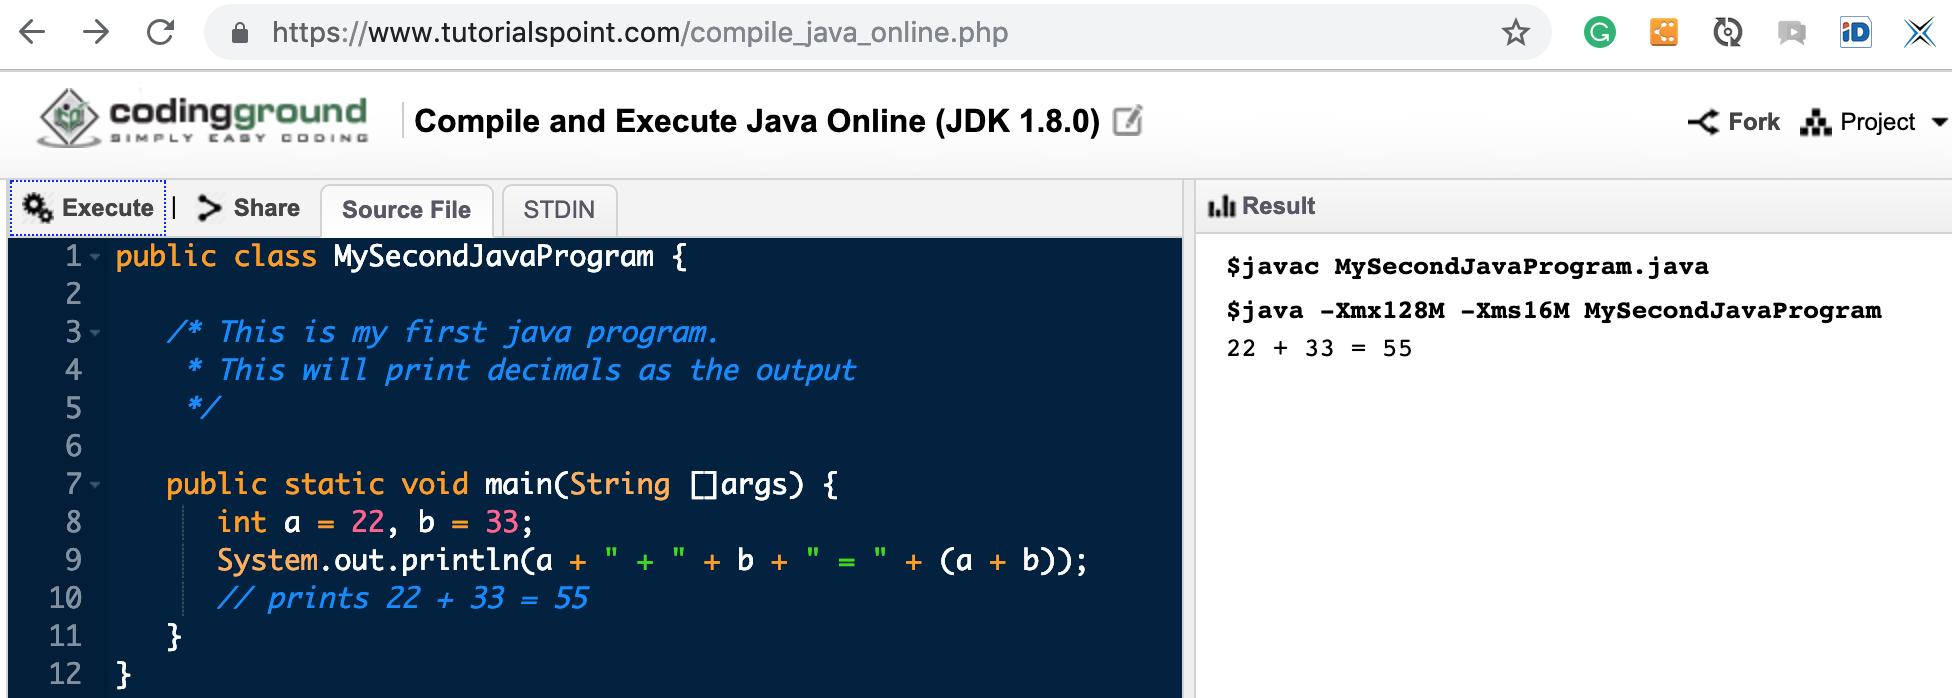 https://www.tutorialspoint.com/compile_java_online.php
codingground
SIMPLY EASY CODING
Compile and Execute Java Online (JDK 1.8.0)
Fork
Project
Execute | Share
Source File
STDIN
Result
1 public class MySecondJavaProgram {
2
3 /* This is my first java program.
4 * This will print decimals as the output
5 */
6
7 public static void main(String []args) {
8 int a = 22, b = 33;
9 System.out.println(a + " + " + b + " = " + (a + b));
10 // prints 22 + 33 = 55
11 }
12 }
$javac MySecondJavaProgram.java
$java -Xmx128M -Xms16M MySecondJavaProgram
22 + 33 = 55